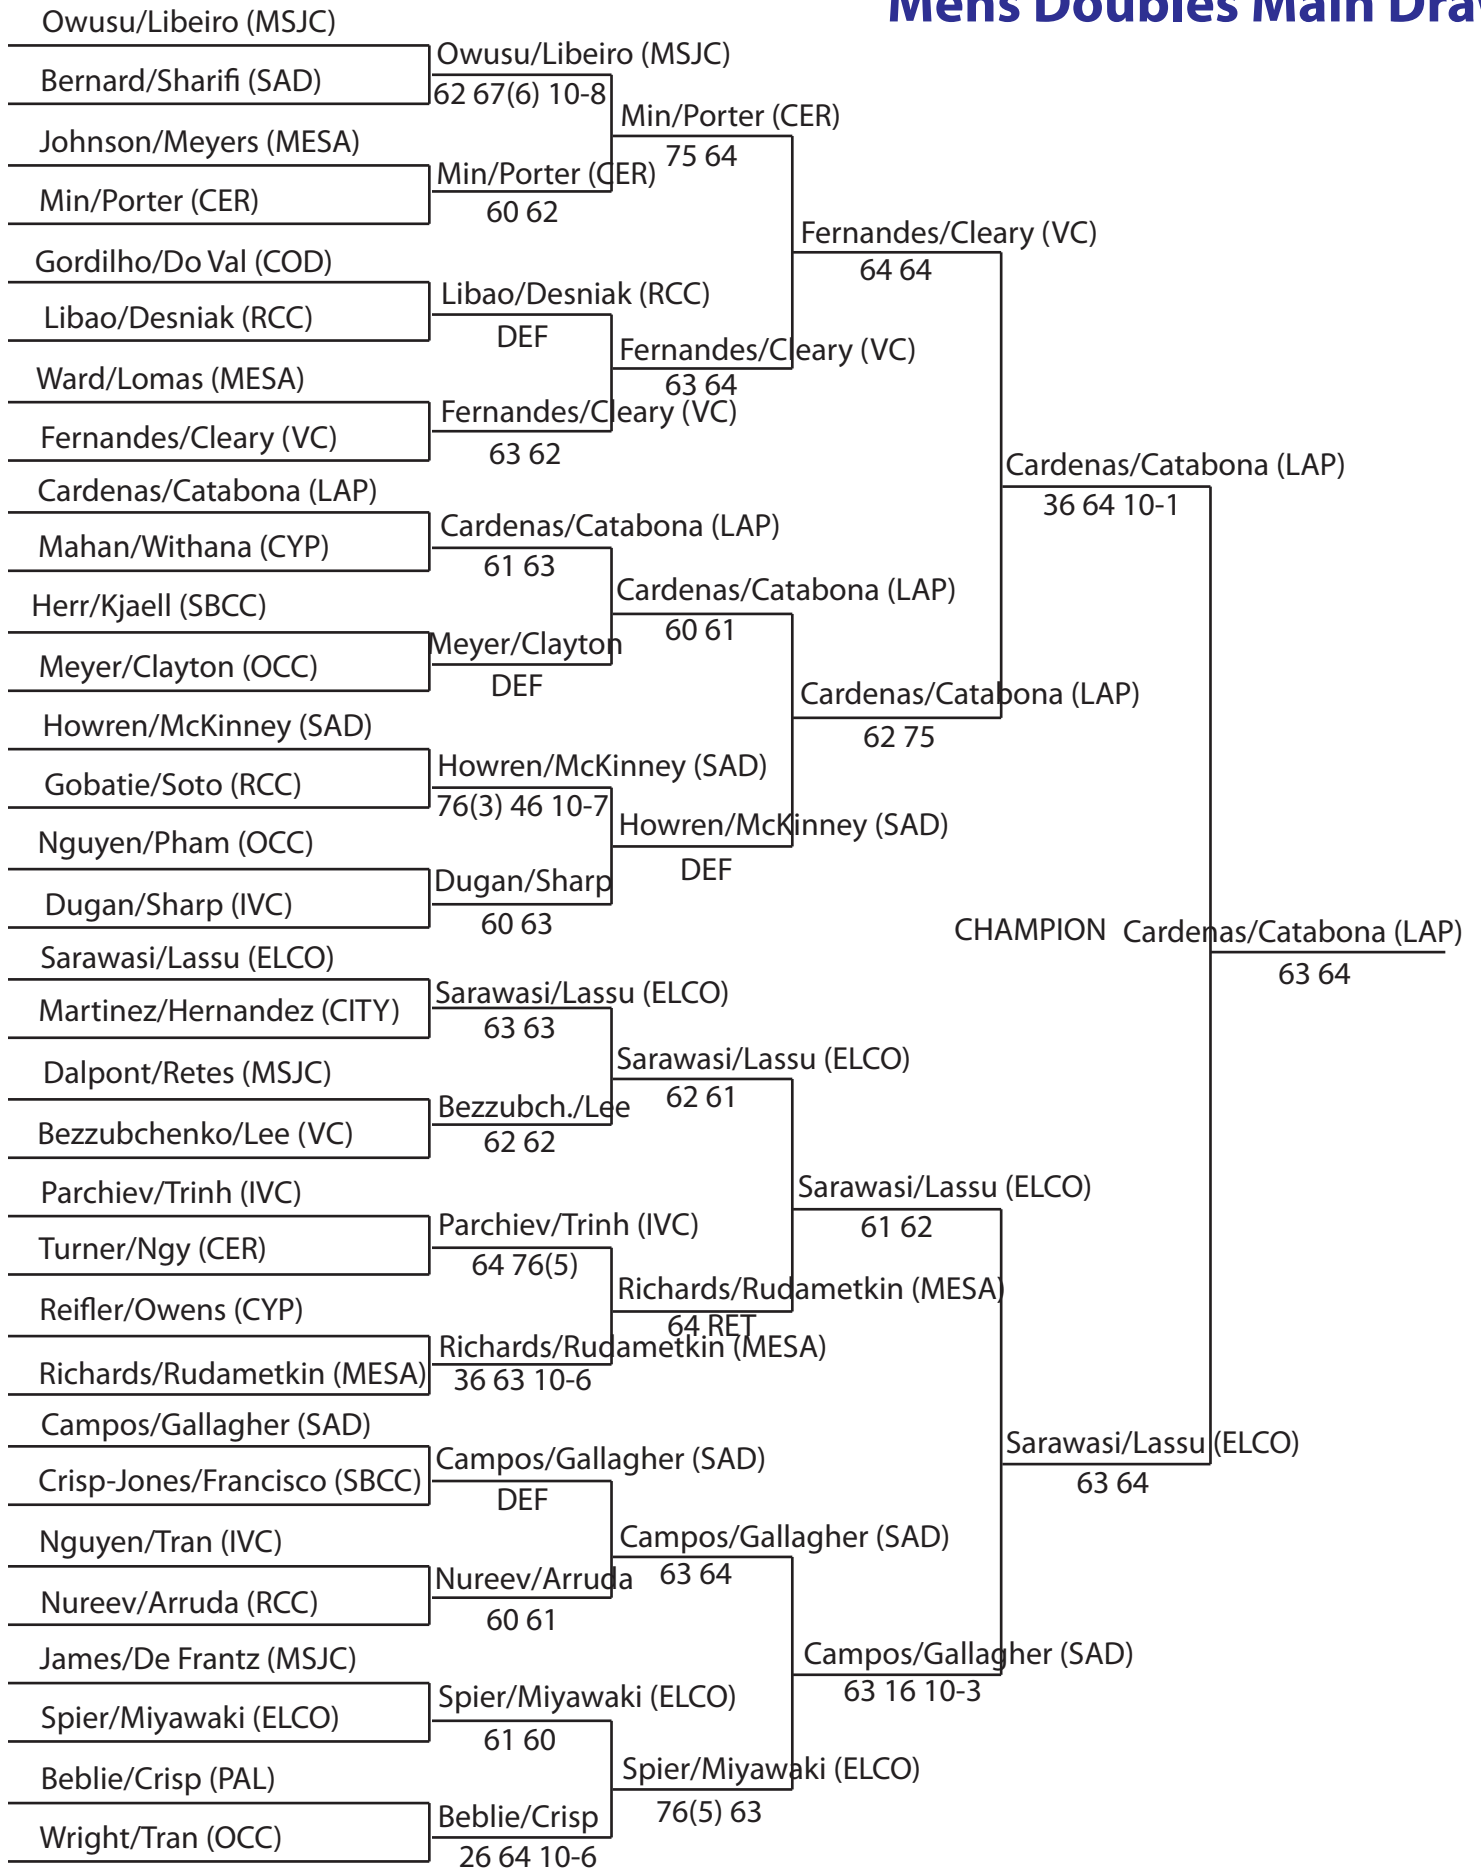 Mens Doubles Main Dra
Owusu/Libeiro (MSJC)
Bernard/Sharifi (SAD)
Johnson/Meyers (MESA)
Min/Porter (CER)
Gordilho/Do Val (COD)
Libao/Desniak (RCC)
Ward/Lomas (MESA)
Fernandes/Cleary (VC)
Cardenas/Catabona (LAP)
Mahan/Withana (CYP)
Herr/Kjaell (SBCC)
Meyer/Clayton (OCC)
Howren/McKinney (SAD)
Gobatie/Soto (RCC)
Nguyen/Pham (OCC)
Dugan/Sharp (IVC)
Sarawasi/Lassu (ELCO)
Martinez/Hernandez (CITY)
Dalpont/Retes (MSJC)
Bezzubchenko/Lee (VC)
Parchiev/Trinh (IVC)
Turner/Ngy (CER)
Reifler/Owens (CYP)
Richards/Rudametkin (MESA)
Campos/Gallagher (SAD)
Crisp-Jones/Francisco (SBCC)
Nguyen/Tran (IVC)
Nureev/Arruda (RCC)
James/De Frantz (MSJC)
Spier/Miyawaki (ELCO)
Beblie/Crisp (PAL)
Wright/Tran (OCC)
Owusu/Libeiro (MSJC)
62 67(6) 10-8
Min/Porter (CER)
60 62
Libao/Desniak (RCC)
DEF
Fernandes/Cleary (VC)
63 62
Cardenas/Catabona (LAP)
61 63
Meyer/Clayton
DEF
Howren/McKinney (SAD)
76(3) 46 10-7
Dugan/Sharp
60 63
Sarawasi/Lassu (ELCO)
63 63
Bezzubch./Lee
62 62
Parchiev/Trinh (IVC)
64 76(5)
Richards/Rudametkin (MESA)
36 63 10-6
Campos/Gallagher (SAD)
DEF
Nureev/Arruda
60 61
Spier/Miyawaki (ELCO)
61 60
Beblie/Crisp
26 64 10-6
Min/Porter (CER)
75 64
Fernandes/Cleary (VC)
63 64
Cardenas/Catabona (LAP)
60 61
Howren/McKinney (SAD)
DEF
Sarawasi/Lassu (ELCO)
62 61
Richards/Rudametkin (MESA)
64 RET
Campos/Gallagher (SAD)
63 64
Spier/Miyawaki (ELCO)
76(5) 63
Fernandes/Cleary (VC)
64 64
Cardenas/Catabona (LAP)
62 75
Sarawasi/Lassu (ELCO)
61 62
Campos/Gallagher (SAD)
63 16 10-3
Cardenas/Catabona (LAP)
36 64 10-1
Sarawasi/Lassu (ELCO)
63 64
CHAMPION Cardenas/Catabona (LAP)
63 64